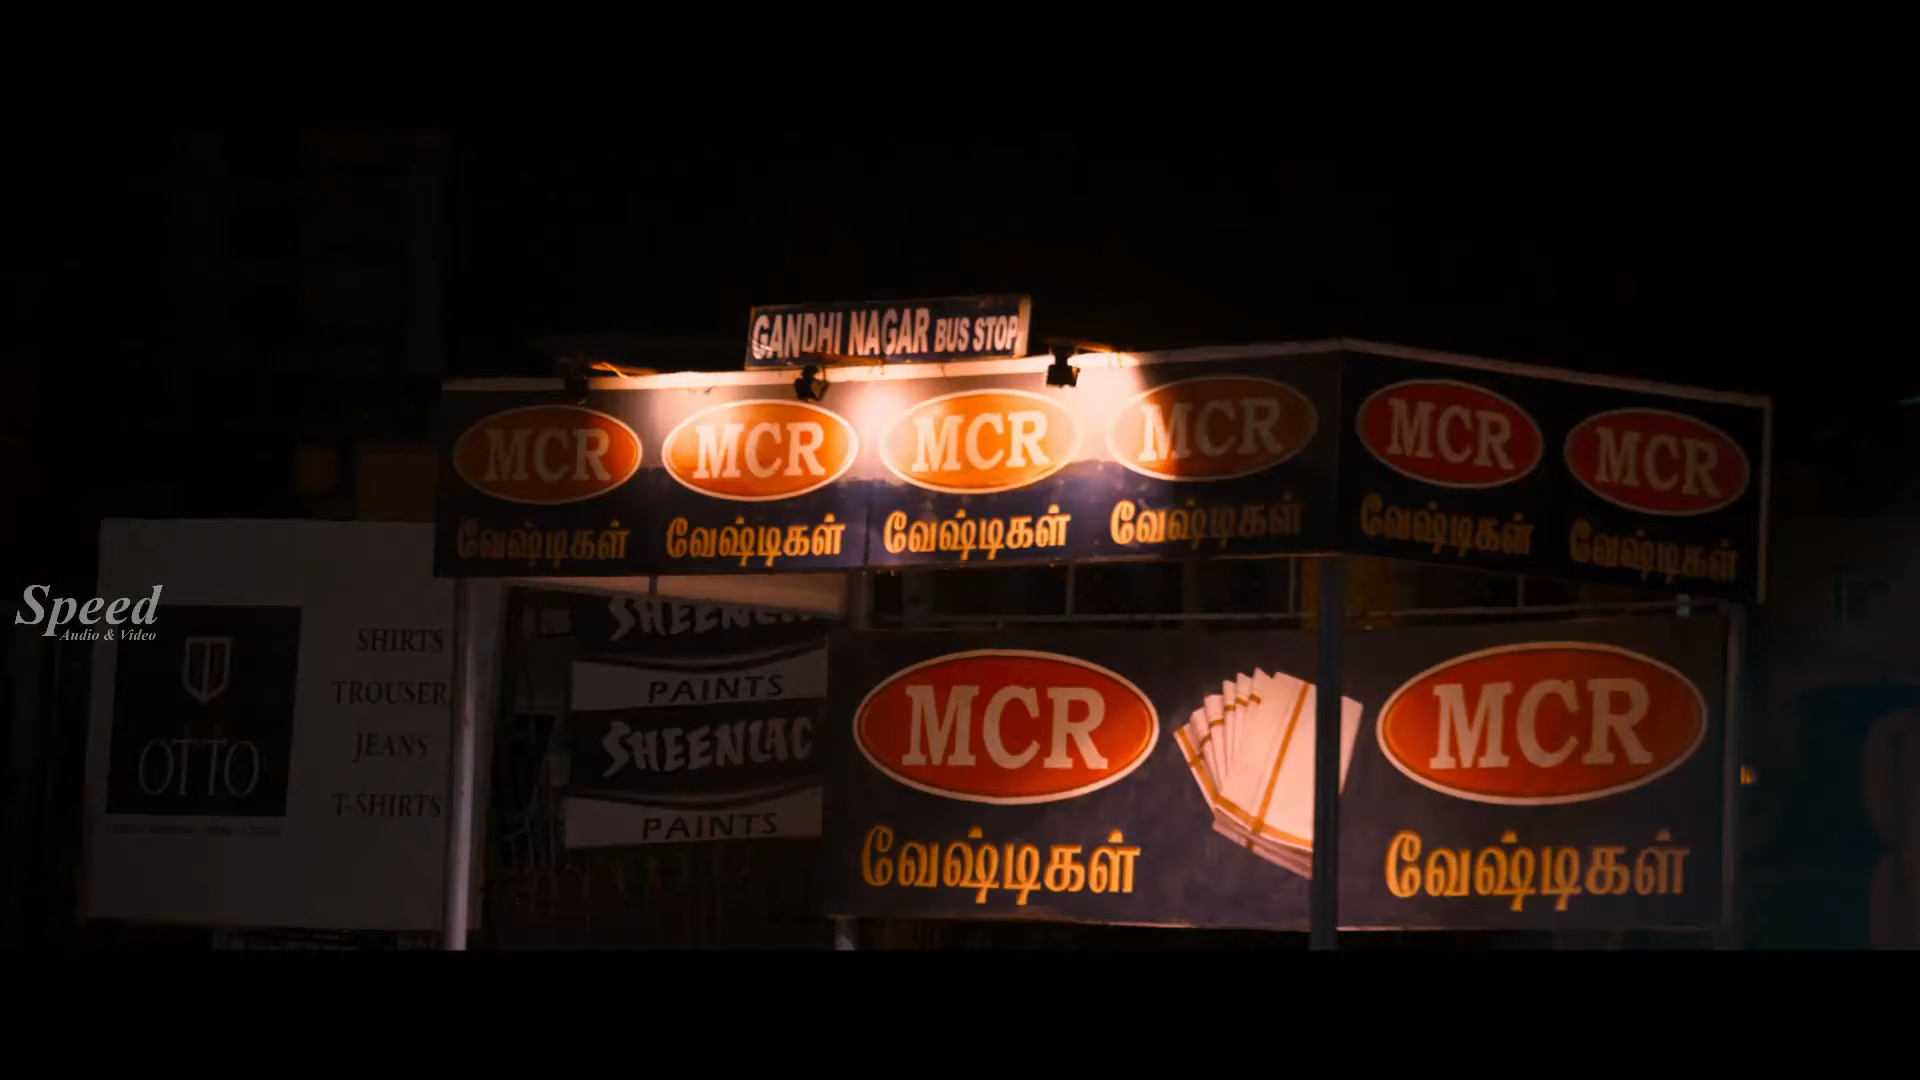 GANDHI NAGAR BUS STOP
MCR MCR MCR MCR MCR MCR
வேஷ்டிகள் வேஷ்டிகள் வேஷ்டிகள் வேஷ்டிகள் வேஷ்டிகள் வேஷ்டிகள்
Speed
Audio & Video
OTTO
SHIRTS
TROUSER
JEANS
T-SHIRTS
SHEENLAC
PAINTS
SHEENLAC
PAINTS
MCR
வேஷ்டிகள்
MCR
வேஷ்டிகள்